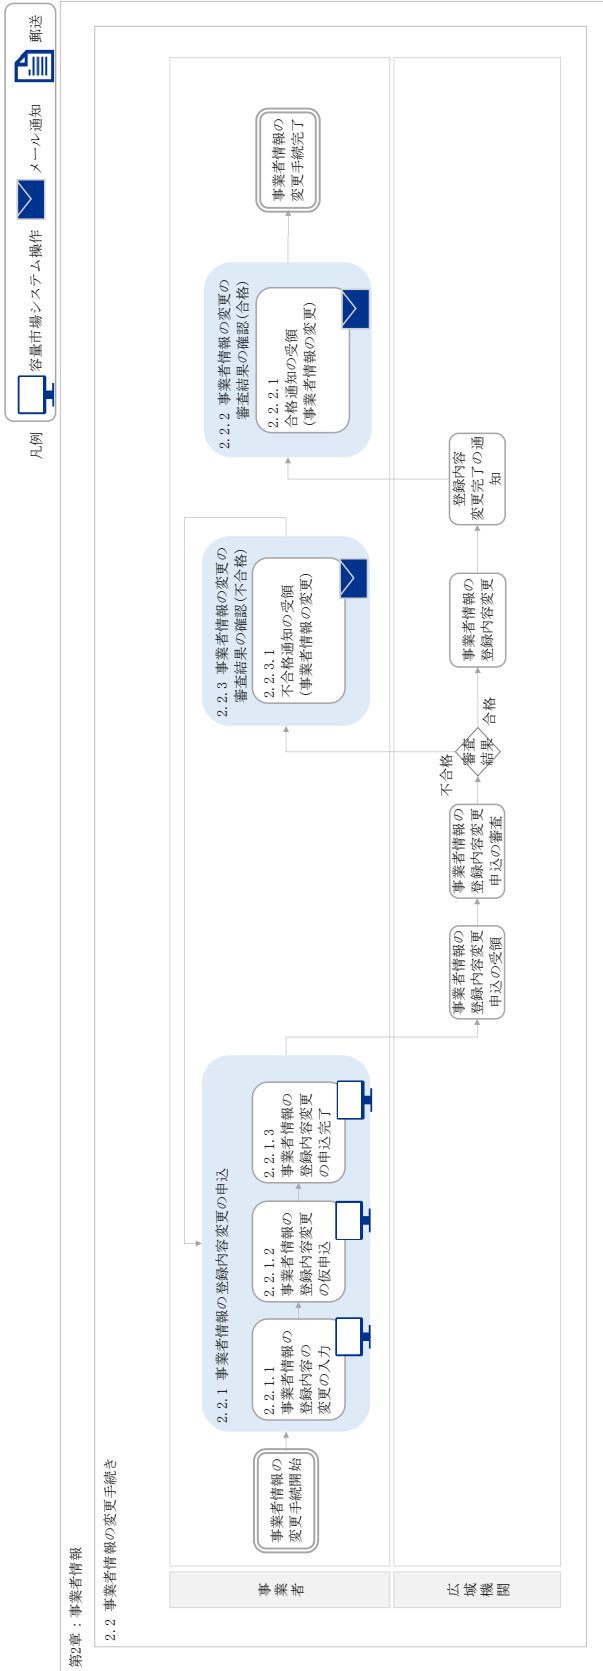 第2章：事業者情報
凡例
容量市場システム操作
メール通知
郵送
2.2 事業者情報の変更手続き
事業者
広域機関
事業者情報の
変更手続開始
2.2.1 事業者情報の登録内容変更の申込
2.2.1.1
事業者情報の
登録内容の
変更の入力
2.2.1.2
事業者情報の
登録内容変更
の仮申込
2.2.1.3
事業者情報の
登録内容変更
の申込完了
事業者情報の
登録内容変更
申込の受領
事業者情報の
登録内容変更
申込の審査
審査
結果
不合格
合格
2.2.3 事業者情報の変更の
審査結果の確認(不合格)
2.2.3.1
不合格通知の受領
(事業者情報の変更)
事業者情報の
登録内容変更
登録内容
変更完了の通
知
2.2.2 事業者情報の変更の
審査結果の確認(合格)
2.2.2.1
合格通知の受領
(事業者情報の変更)
事業者情報の
変更手続完了